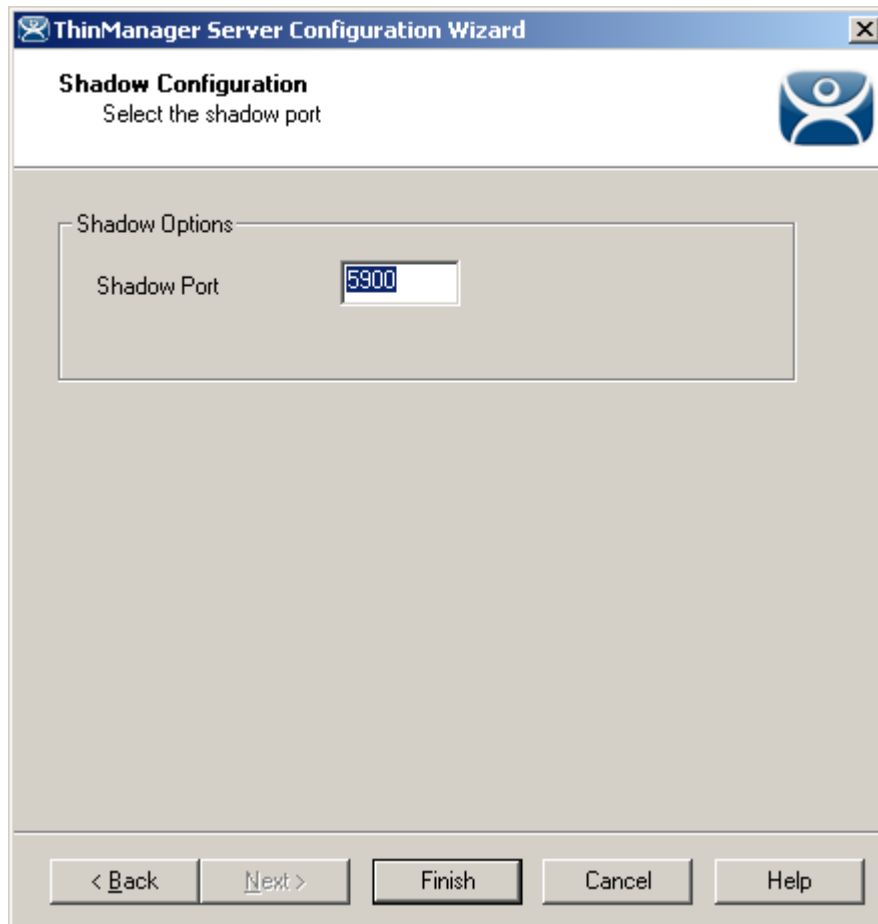 ThinManager Server Configuration Wizard
Shadow Configuration
Select the shadow port
Shadow Options
Shadow Port 5900
< Back Next > Finish Cancel Help